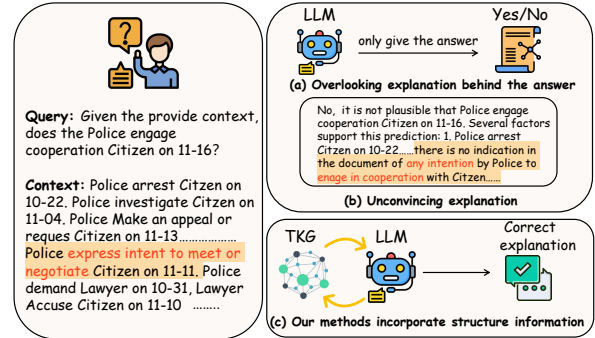 Query: Given the provide context,
does the Police engage
cooperation Citizen on 11-16?
Context: Police arrest Citzen on
10-22. Police investigate Citzen on
11-04. Police Make an appeal or
reques Citizen on 11-13..................
Police express intent to meet or
negotiate Citizen on 11-11. Police
demand Lawyer on 10-31, Lawyer
Accuse Citizen on 11-10 ........
LLM
only give the answer
Yes/No
(a) Overlooking explanation behind the answer
No, it is not plausible that Police engage
cooperation Citizen on 11-16. Several factors
support this prediction: 1. Police arrest
Citzen on 10-22......there is no indication in
the document of any intention by Police to
enage in cooperation with Citzen......
(b) Unconvincing explanation
TKG
LLM
Correct
explanation
(c) Our methods incorporate structure information